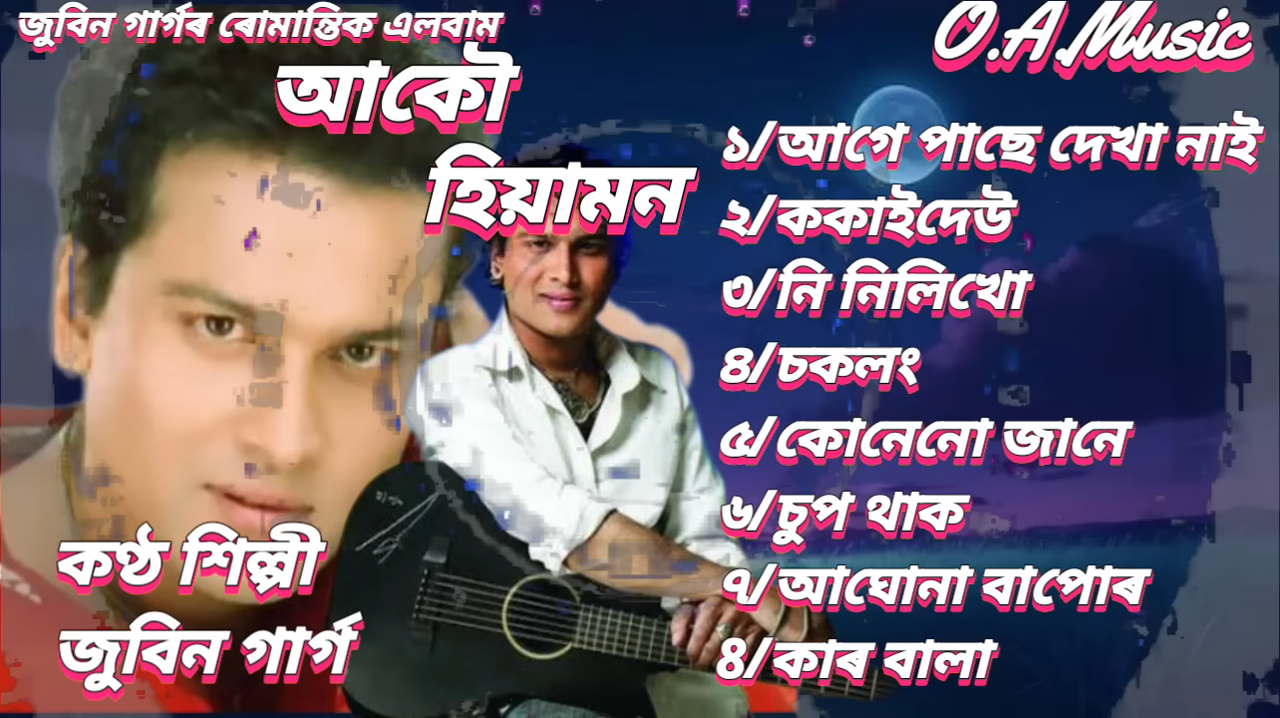 জুবিন গাৰ্গৰ ৰোমান্তিক এলবাম
আকৌ
হিয়ামন
O.A.Music
১/আগে পাছে দেখা নাই
২/ককাইদেউ
৩/নি নিলিখো
৪/চকলং
৫/কোনেনো জানে
৬/চুপ থাক
৭/আঘোনা বাপোৰ
৪/কাৰ বালা
কণ্ঠ শিল্পী
জুবিন গাৰ্গ